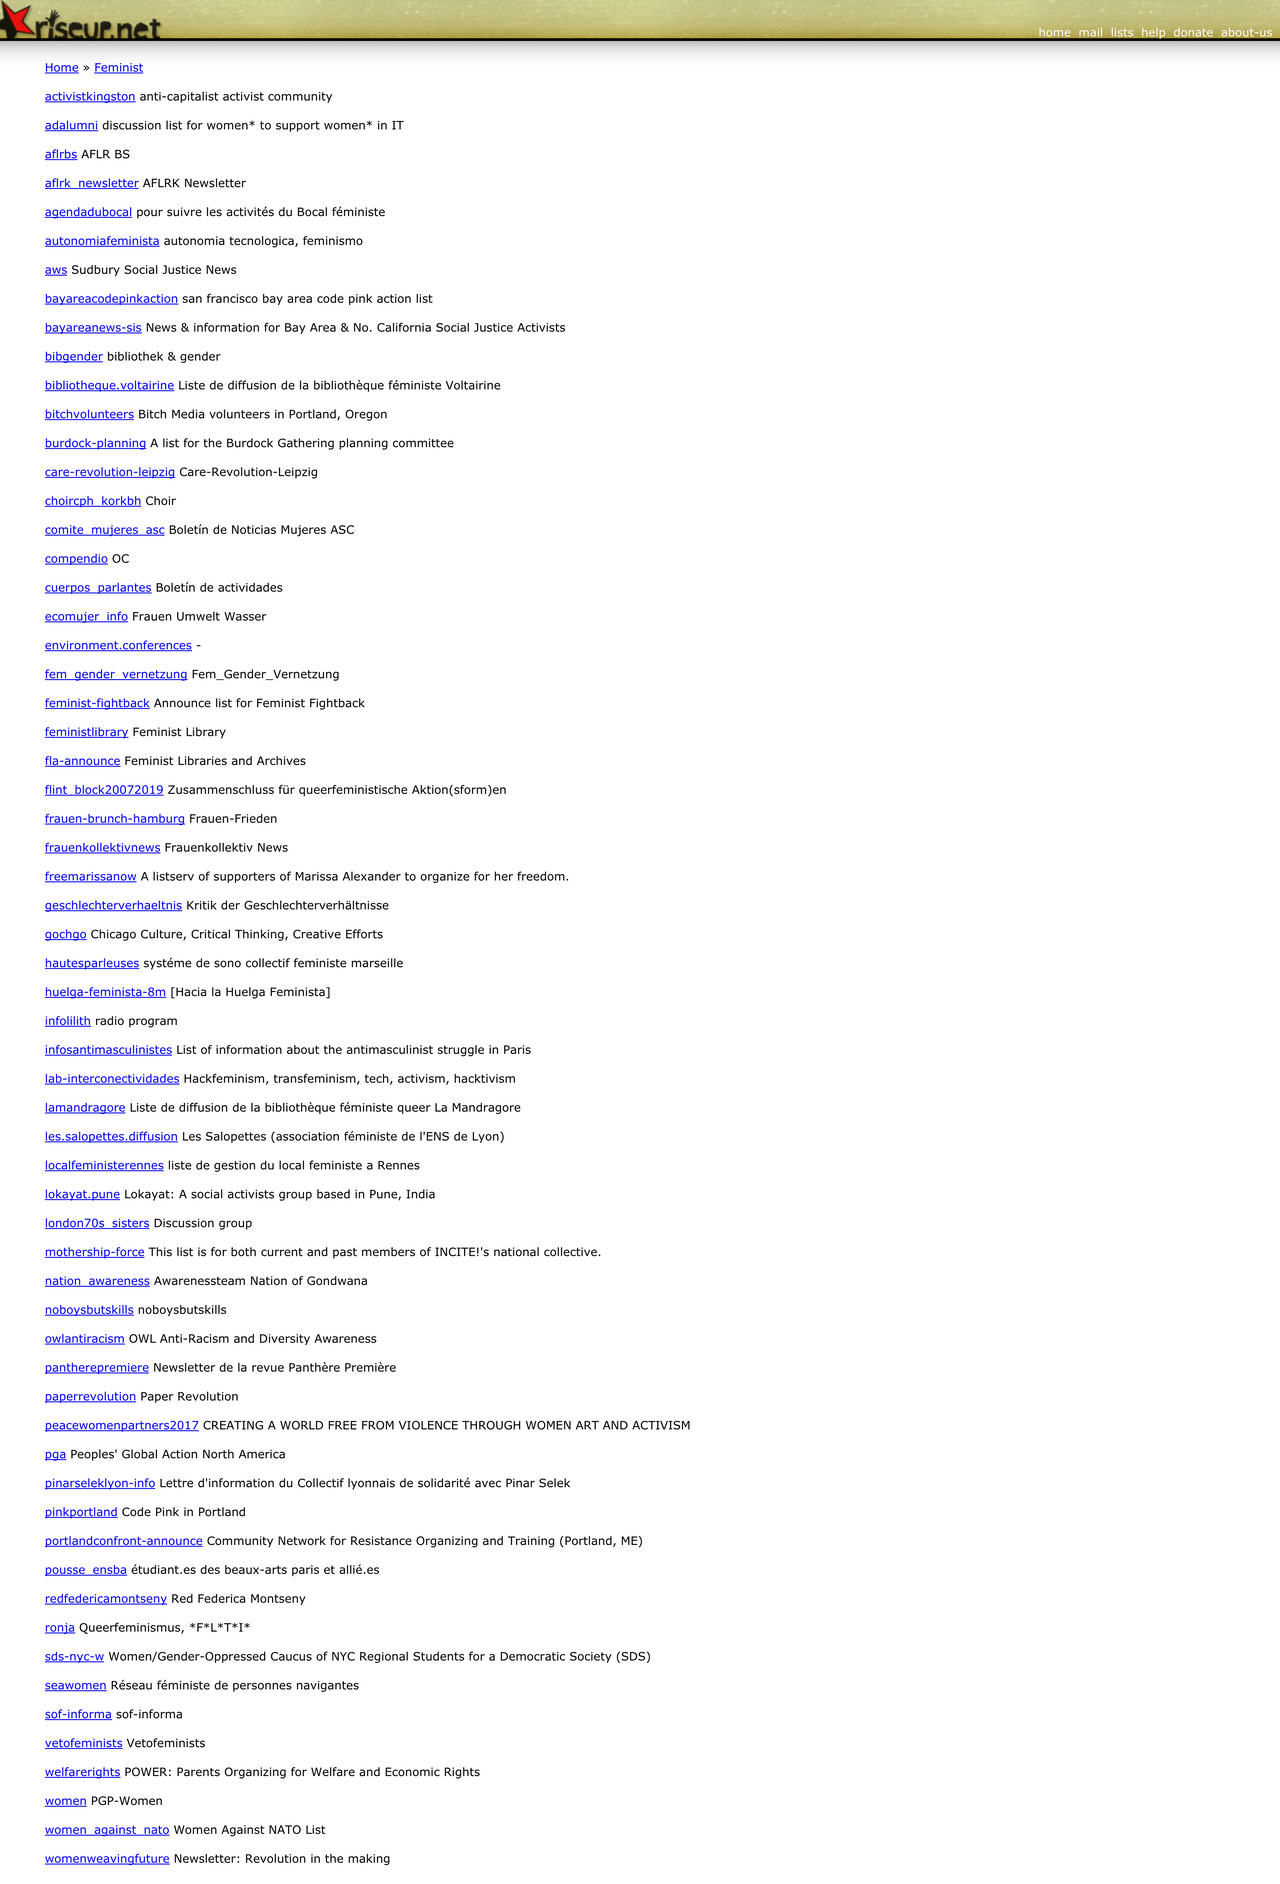 riseup.net
home mail lists help donate about-us
Home » Feminist
activistkingston anti-capitalist activist community
adalumni discussion list for women* to support women* in IT
aflrbs AFLR BS
aflrk_newsletter AFLRK Newsletter
agendadubocal pour suivre les activités du Bocal féministe
autonomiafeminista autonomia tecnologica, feminismo
aws Sudbury Social Justice News
bayareacodepinkaction san francisco bay area code pink action list
bayareanews-sis News & information for Bay Area & No. California Social Justice Activists
bibgender bibliothek & gender
bibliotheque.voltairine Liste de diffusion de la bibliothèque féministe Voltairine
bitchvolunteers Bitch Media volunteers in Portland, Oregon
burdock-planning A list for the Burdock Gathering planning committee
care-revolution-leipzig Care-Revolution-Leipzig
choircph_korkbh Choir
comite_mujeres_asc Boletín de Noticias Mujeres ASC
compendio OC
cuerpos_parlantes Boletín de actividades
ecomujer_info Frauen Umwelt Wasser
environment.conferences -
fem_gender_vernetzung Fem_Gender_Vernetzung
feminist-fightback Announce list for Feminist Fightback
feministlibrary Feminist Library
fla-announce Feminist Libraries and Archives
flint_block20072019 Zusammenschluss für queerfeministische Aktion(sform)en
frauen-brunch-hamburg Frauen-Frieden
frauenkollektivnews Frauenkollektiv News
freemarissanow A listserv of supporters of Marissa Alexander to organize for her freedom.
geschlechterverhaeltnis Kritik der Geschlechterverhältnisse
gochgo Chicago Culture, Critical Thinking, Creative Efforts
hautesparleuses systéme de sono collectif feministe marseille
huelga-feminista-8m [Hacia la Huelga Feminista]
infolilith radio program
infosantimasculinistes List of information about the antimasculinist struggle in Paris
lab-interconectividades Hackfeminism, transfeminism, tech, activism, hacktivism
lamandragore Liste de diffusion de la bibliothèque féministe queer La Mandragore
les.salopettes.diffusion Les Salopettes (association féministe de l'ENS de Lyon)
localfeministerennes liste de gestion du local feministe a Rennes
lokayat.pune Lokayat: A social activists group based in Pune, India
london70s_sisters Discussion group
mothership-force This list is for both current and past members of INCITE!'s national collective.
nation_awareness Awarenessteam Nation of Gondwana
noboysbutskills noboysbutskills
owlantiracism OWL Anti-Racism and Diversity Awareness
pantherepremiere Newsletter de la revue Panthère Première
paperrevolution Paper Revolution
peacewomenpartners2017 CREATING A WORLD FREE FROM VIOLENCE THROUGH WOMEN ART AND ACTIVISM
pga Peoples' Global Action North America
pinarseleklyon-info Lettre d'information du Collectif lyonnais de solidarité avec Pinar Selek
pinkportland Code Pink in Portland
portlandconfront-announce Community Network for Resistance Organizing and Training (Portland, ME)
pousse_ensba étudiant.es des beaux-arts paris et allié.es
redfedericamontseny Red Federica Montseny
ronja Queerfeminismus, *F*L*T*I*
sds-nyc-w Women/Gender-Oppressed Caucus of NYC Regional Students for a Democratic Society (SDS)
seawomen Réseau féministe de personnes navigantes
sof-informa sof-informa
vetofeminists Vetofeminists
welfarerights POWER: Parents Organizing for Welfare and Economic Rights
women PGP-Women
women_against_nato Women Against NATO List
womenweavingfuture Newsletter: Revolution in the making